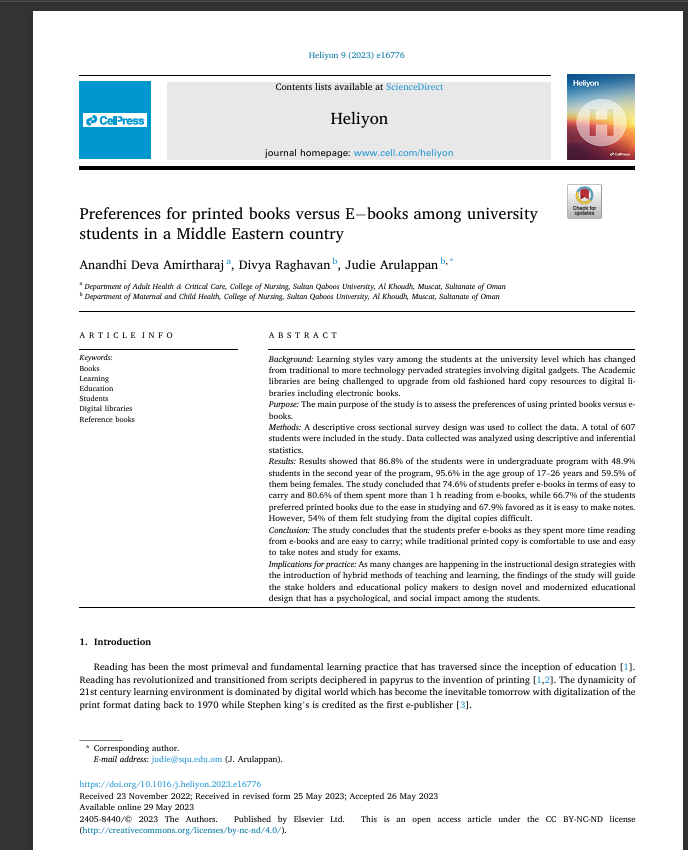 Heliyon 9 (2023) e16776
Contents lists available at ScienceDirect
Heliyon
journal homepage: www.cell.com/heliyon
CelPress
Heliyon
H
CelPress
Check for
updates
Preferences for printed books versus E−books among university
students in a Middle Eastern country
Anandhi Deva Amirtharaj a, Divya Raghavan b, Judie Arulappan b,*
a Department of Adult Health & Critical Care, College of Nursing, Sultan Qaboos University, Al Khoudh, Muscat, Sultanate of Oman
b Department of Maternal and Child Health, College of Nursing, Sultan Qaboos University, Al Khoudh, Muscat, Sultanate of Oman
ARTICLE INFO
Keywords:
Books
Learning
Education
Students
Digital libraries
Reference books
ABSTRACT
Background: Learning styles vary among the students at the university level which has changed
from traditional to more technology pervaded strategies involving digital gadgets. The Academic
libraries are being challenged to upgrade from old fashioned hard copy resources to digital li-
braries including electronic books.
Purpose: The main purpose of the study is to assess the preferences of using printed books versus e-
books.
Methods: A descriptive cross sectional survey design was used to collect the data. A total of 607
students were included in the study. Data collected was analyzed using descriptive and inferential
statistics.
Results: Results showed that 86.8% of the students were in undergraduate program with 48.9%
students in the second year of the program, 95.6% in the age group of 17–26 years and 59.5% of
them being females. The study concluded that 74.6% of students prefer e-books in terms of easy to
carry and 80.6% of them spent more than 1 h reading from e-books, while 66.7% of the students
preferred printed books due to the ease in studying and 67.9% favored as it is easy to make notes.
However, 54% of them felt studying from the digital copies difficult.
Conclusion: The study concludes that the students prefer e-books as they spent more time reading
from e-books and are easy to carry; while traditional printed copy is comfortable to use and easy
to take notes and study for exams.
Implications for practice: As many changes are happening in the instructional design strategies with
the introduction of hybrid methods of teaching and learning, the findings of the study will guide
the stake holders and educational policy makers to design novel and modernized educational
design that has a psychological, and social impact among the students.
1. Introduction
Reading has been the most primeval and fundamental learning practice that has traversed since the inception of education [1].
Reading has revolutionized and transitioned from scripts deciphered in papyrus to the invention of printing [1,2]. The dynamicity of
21st century learning environment is dominated by digital world which has become the inevitable tomorrow with digitalization of the
print format dating back to 1970 while Stephen king's is credited as the first e-publisher [3].
* Corresponding author.
E-mail address: judie@squ.edu.om (J. Arulappan).
https://doi.org/10.1016/j.heliyon.2023.e16776
Received 23 November 2022; Received in revised form 25 May 2023; Accepted 26 May 2023
Available online 29 May 2023
2405-8440/© 2023 The Authors. Published by Elsevier Ltd. This is an open access article under the CC BY-NC-ND license
(http://creativecommons.org/licenses/by-nc-nd/4.0/).